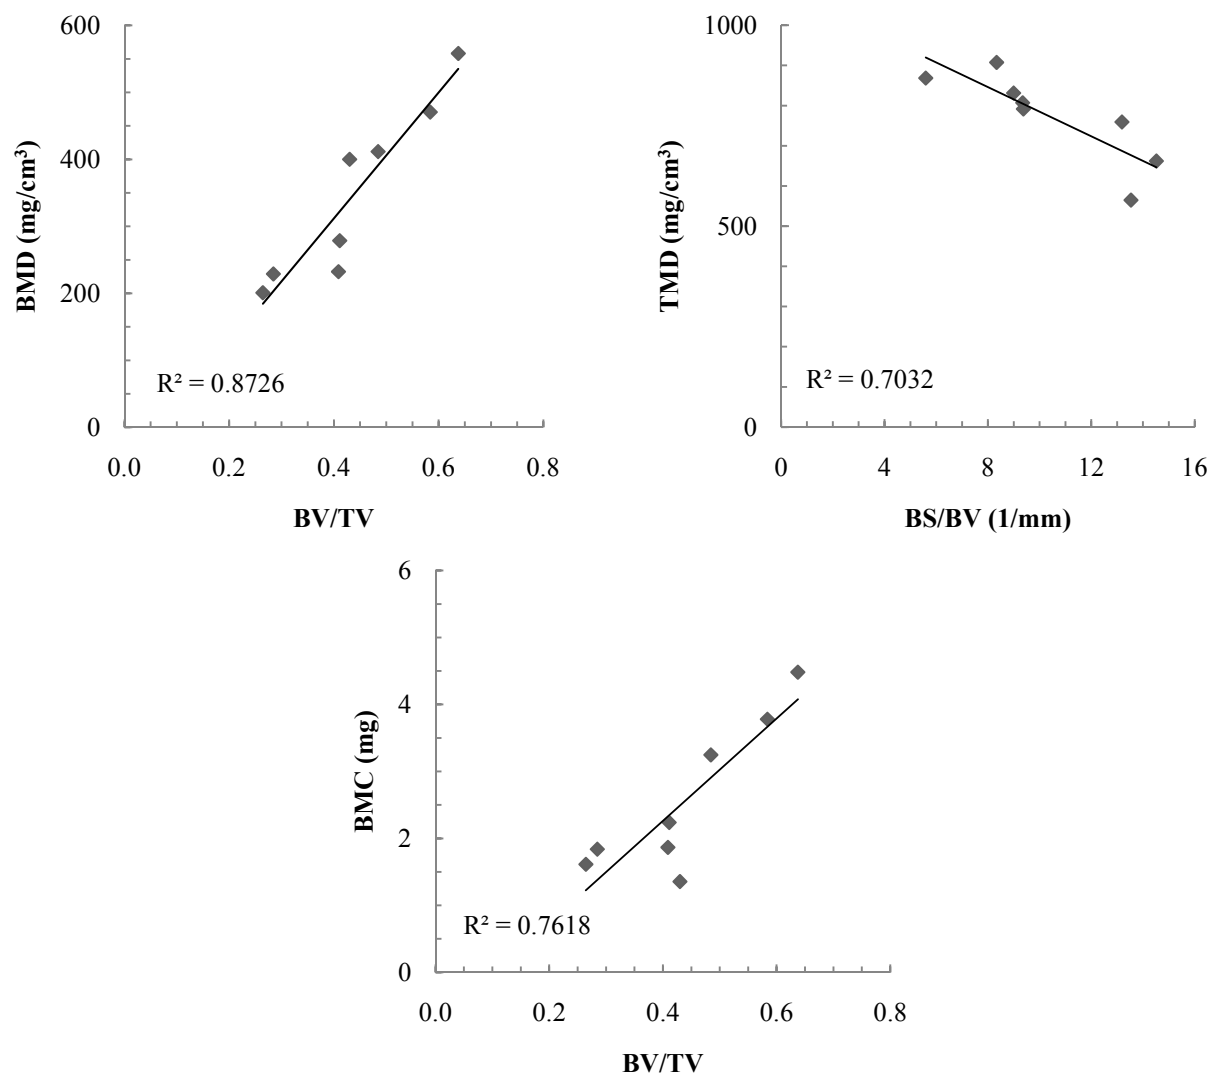 600
400
200
0
BMD (mg/cm³)
R² = 0.8726
0.0 0.2 0.4 0.6 0.8
BV/TV
1000
500
0
TMD (mg/cm³)
R² = 0.7032
0 4 8 12 16
BS/BV (1/mm)
6
4
2
0
BMC (mg)
R² = 0.7618
0.0 0.2 0.4 0.6 0.8
BV/TV